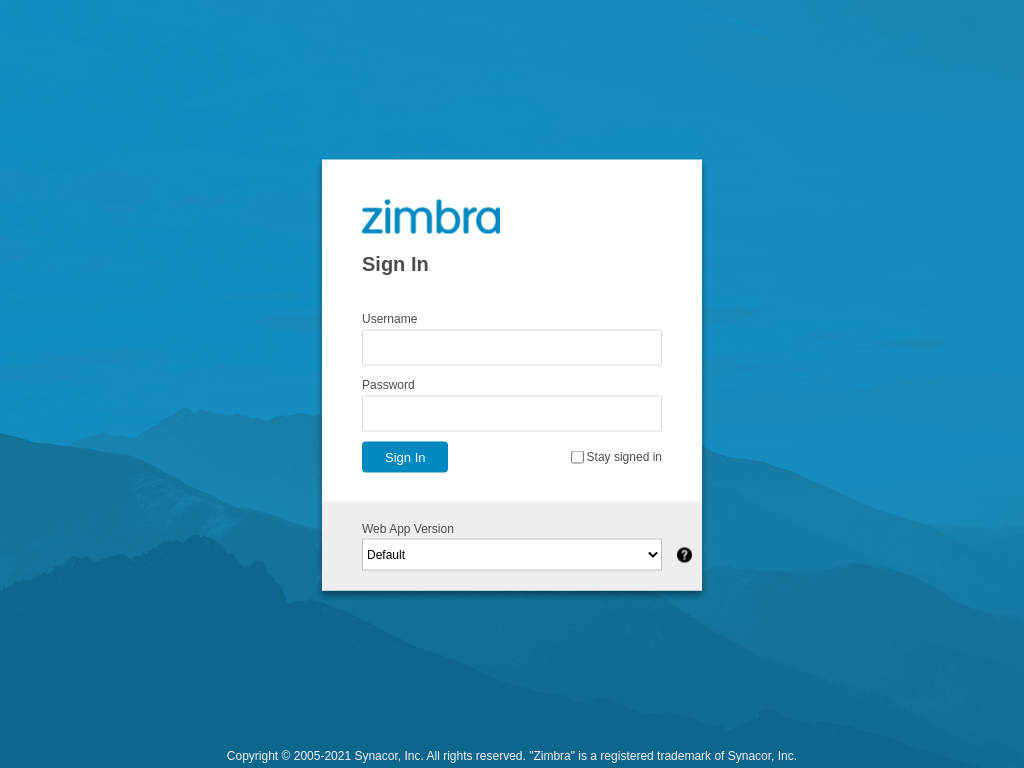 zimbra
Sign In
Username
Password
Sign In
Stay signed in
Web App Version
Default
?
Copyright © 2005-2021 Synacor, Inc. All rights reserved. "Zimbra" is a registered trademark of Synacor, Inc.